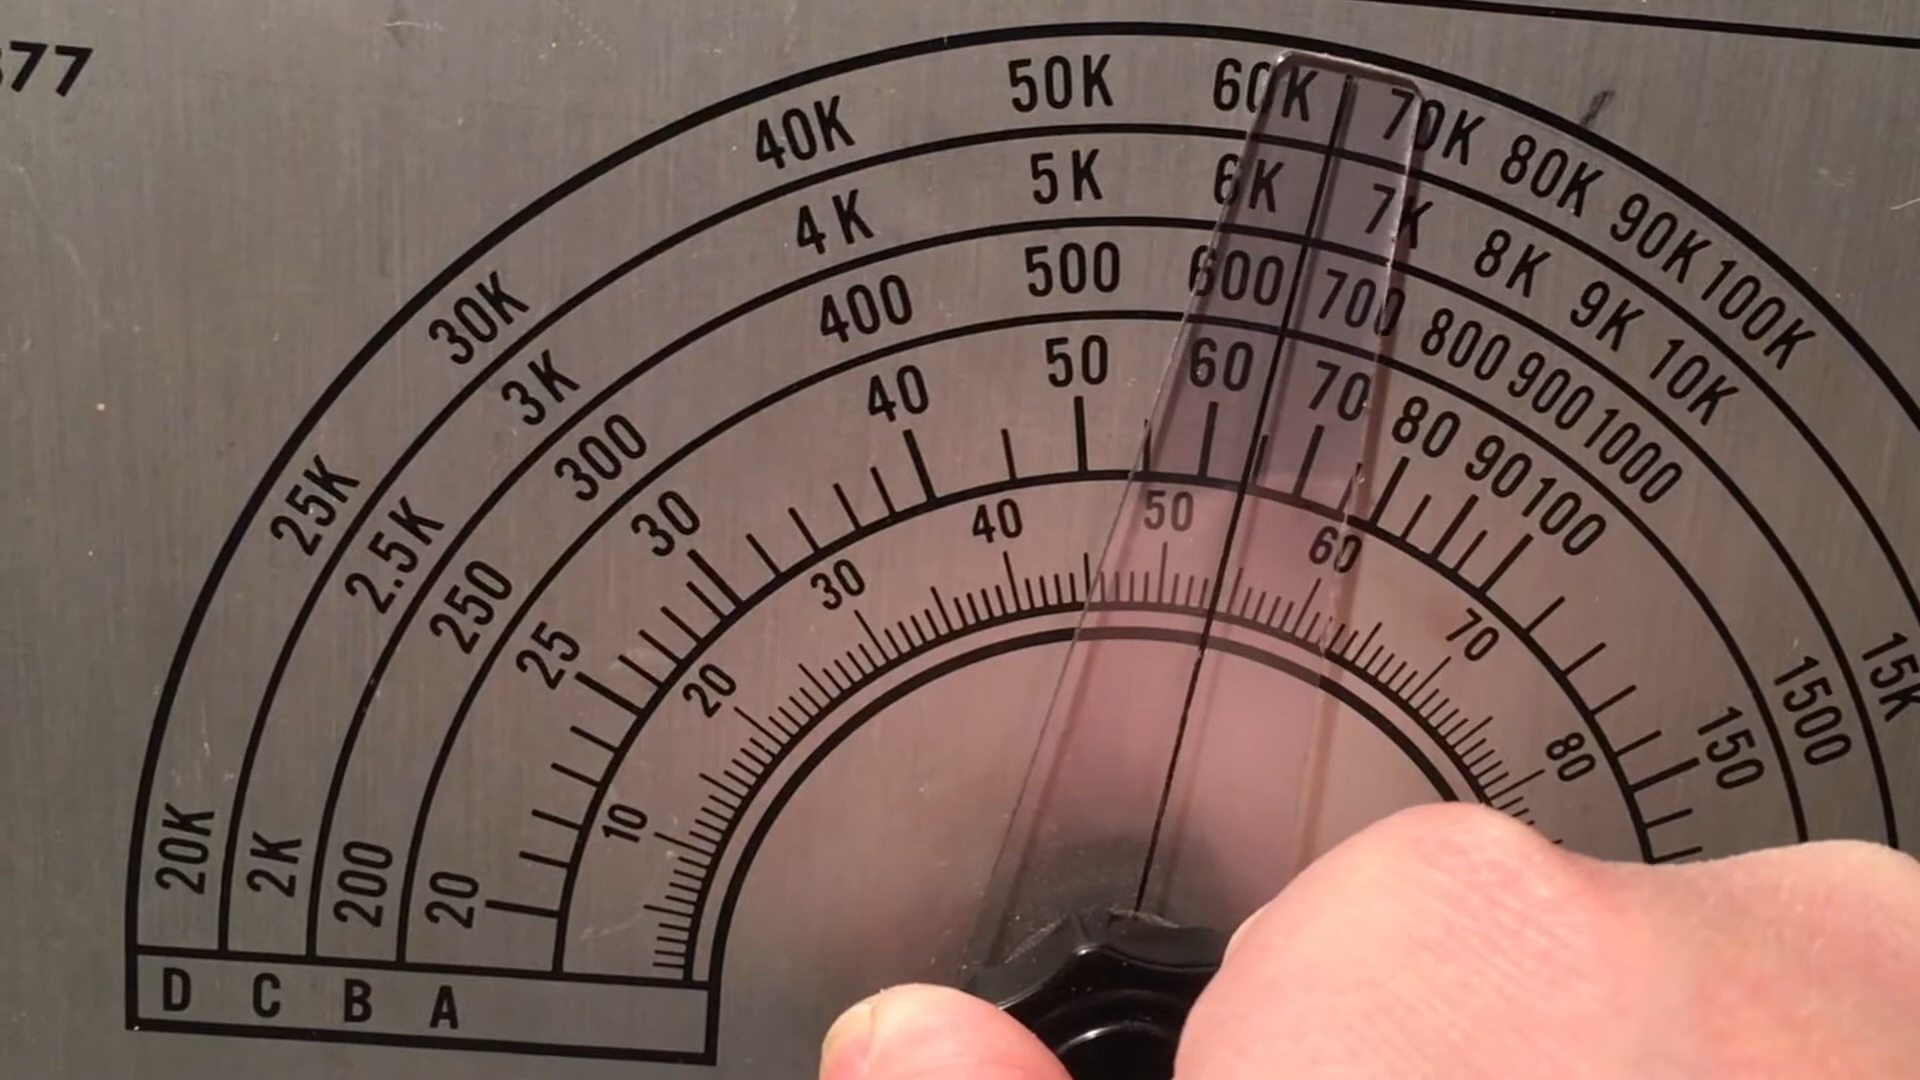 77
20K 25K 30K 40K 50K 60K 70K 80K 90K 100K
2K 2.5K 3K 4K 5K 6K 7K 8K 9K 10K 15K
200 250 300 400 500 600 700 800 900 1000 1500
20 25 30 40 50 60 70 80 90 100 150
10 20 30 40 50 60 70 80
D C B A